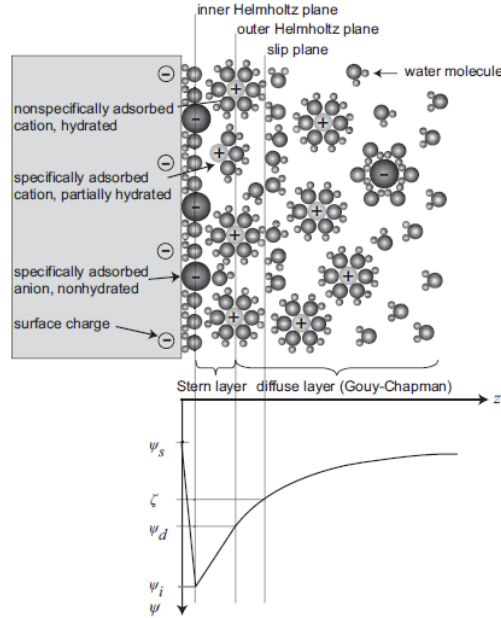 inner Helmholtz plane
outer Helmholtz plane
slip plane
water molecule
nonspecifically adsorbed
cation, hydrated
specifically adsorbed
cation, partially hydrated
specifically adsorbed
anion, nonhydrated
surface charge
−
−
−
−
−
−
−
−
+
+
+
+
+
+
+
+
−
Stern layer
diffuse layer (Gouy-Chapman)
z
ψs
ζ
ψd
ψi
ψ